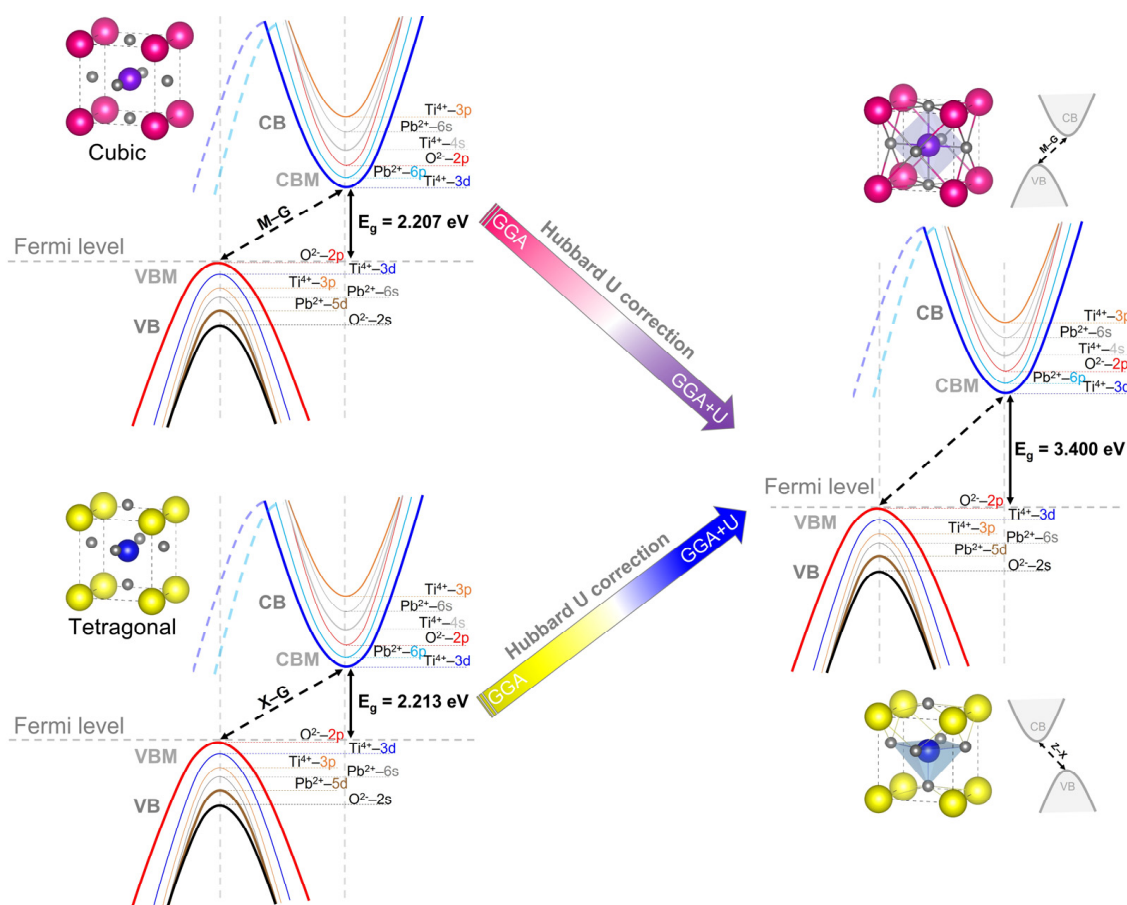 Cubic
CB
CBM
Ti⁴⁺–3p
Pb²⁺–6s
Ti⁴⁺–4s
O²⁻–2p
Pb²⁺–6p
Ti⁴⁺–3d
M–G
E_g = 2.207 eV
Fermi level
VBM
VB
O²⁻–2p
Ti⁴⁺–3d
Ti⁴⁺–3p
Pb²⁺–6s
Pb²⁺–5d
O²⁻–2s
GGA
Hubbard U correction
GGA+U
Tetragonal
CB
CBM
Ti⁴⁺–3p
Pb²⁺–6s
Ti⁴⁺–4s
O²⁻–2p
Pb²⁺–6p
Ti⁴⁺–3d
X–G
E_g = 2.213 eV
Fermi level
VBM
VB
O²⁻–2p
Ti⁴⁺–3d
Ti⁴⁺–3p
Pb²⁺–6s
Pb²⁺–5d
O²⁻–2s
GGA
Hubbard U correction
GGA+U
CB
M–G
VB
CB
CBM
Ti⁴⁺–3p
Pb²⁺–6s
Ti⁴⁺–4s
O²⁻–2p
Pb²⁺–6p
Ti⁴⁺–3d
E_g = 3.400 eV
Fermi level
VBM
VB
O²⁻–2p
Ti⁴⁺–3d
Ti⁴⁺–3p
Pb²⁺–6s
Pb²⁺–5d
O²⁻–2s
CB
Z–X
VB